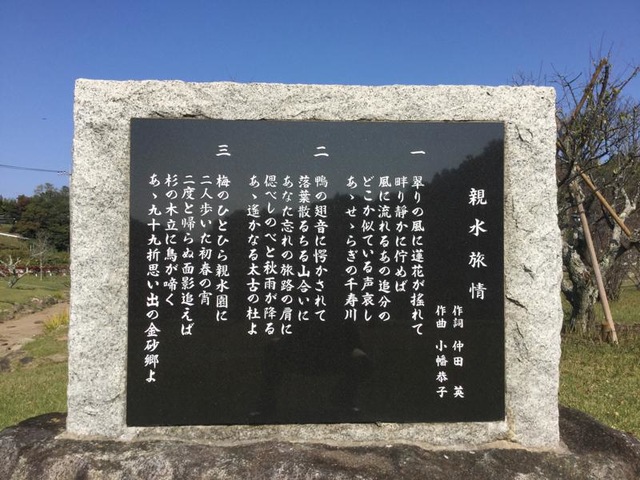 親水旅情
作詞 仲田 英
作曲 小幡恭子
一
翠りの風に蓮花が搖れて
畔り静かに佇めば
風に流れるあの追分の
どこか似ている声哀し
あゝせゝらぎの千寿川
二
鴨の翅音に愕かされて
落葉散るちる山合いに
あなた忘れの旅路の肩に
偲べしのべと秋雨が降る
あゝ遙かなる太古の杜よ
三
梅のひとひら親水園に
二人歩いた初春の宵
二度と帰らぬ面影追えば
杉の木立に鳥が啼く
あゝ九十九折思い出の金砂郷よ